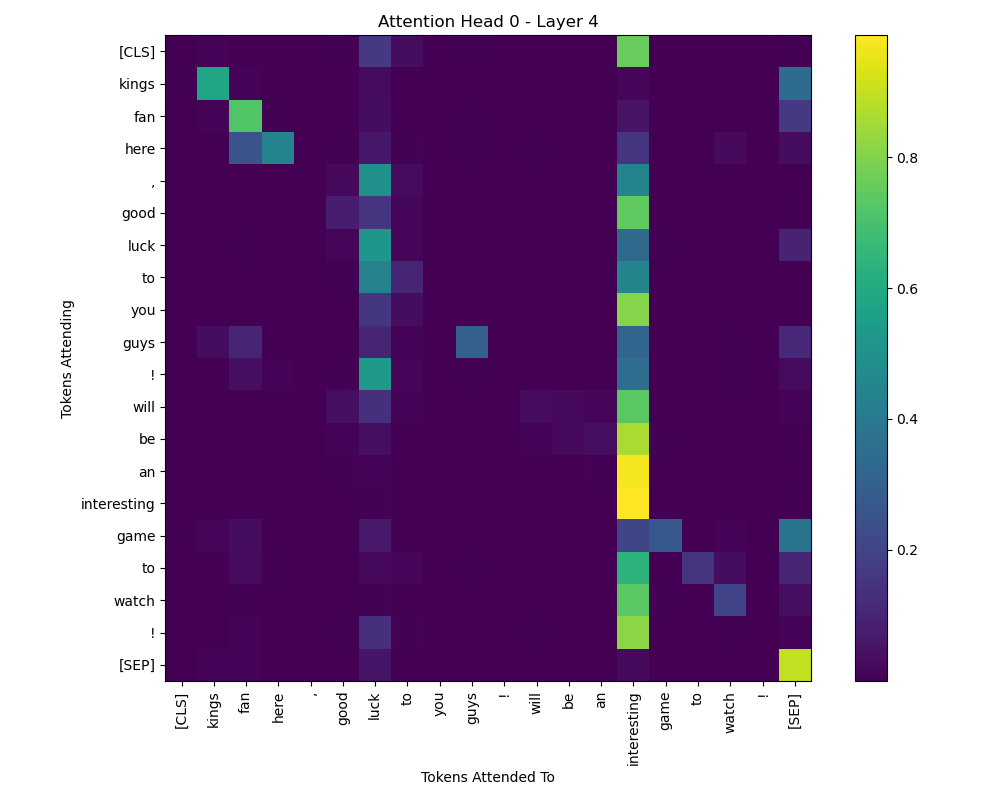 Attention Head 0 - Layer 4
[CLS]
kings
fan
here
,
good
luck
to
you
guys
!
will
be
an
interesting
game
to
watch
!
[SEP]
Tokens Attending
[CLS]
kings
fan
here
,
good
luck
to
you
guys
!
will
be
an
interesting
game
to
watch
!
[SEP]
Tokens Attended To
0.8
0.6
0.4
0.2